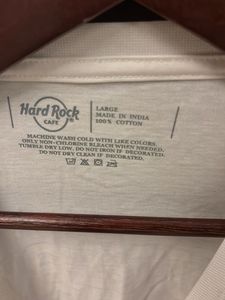 Hard Rock
CAFE
LARGE
MADE IN INDIA
100% COTTON
MACHINE WASH COLD WITH LIKE COLORS.
ONLY NON-CHLORINE BLEACH WHEN NEEDED.
TUMBLE DRY LOW. DO NOT IRON IF DECORATED.
DO NOT DRY CLEAN IF DECORATED.